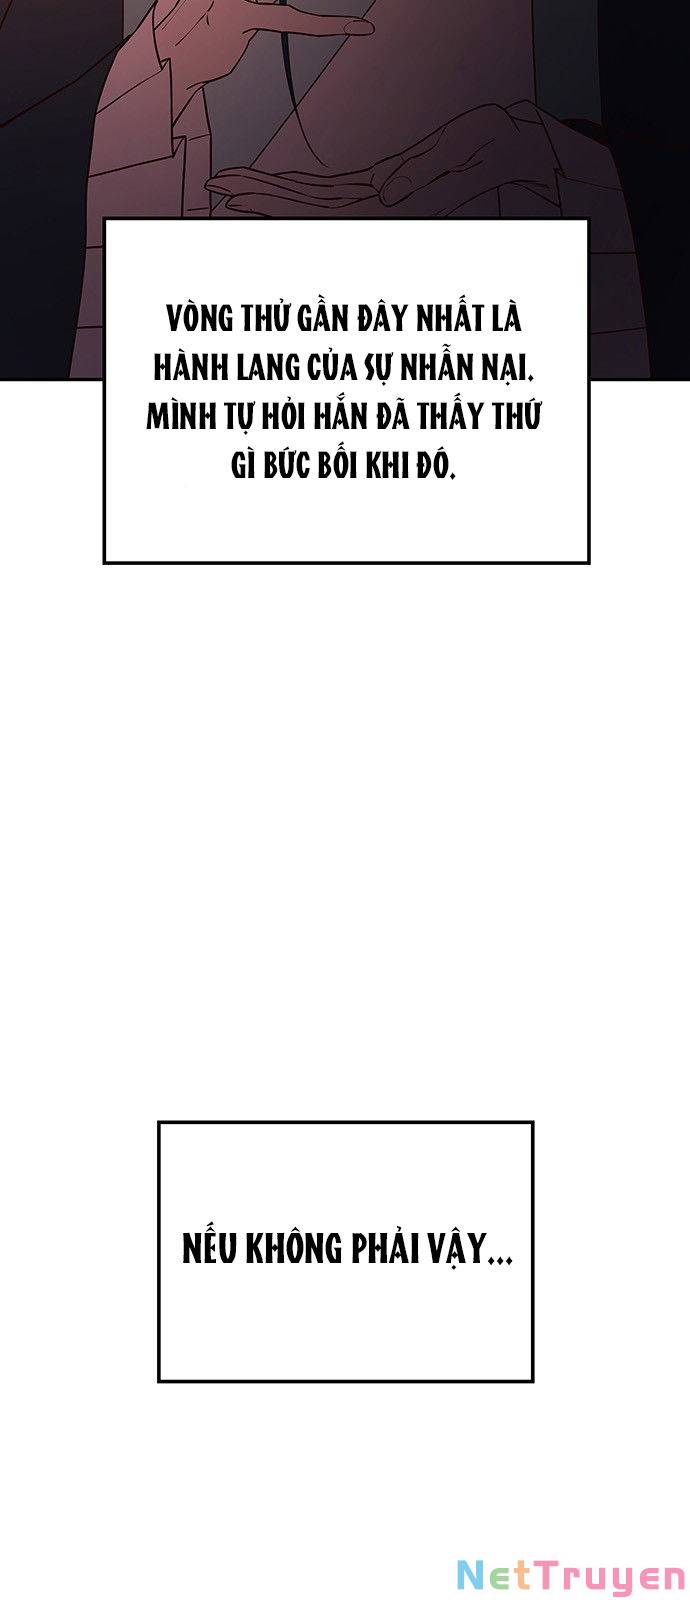 VÒNG THỬ GẦN ĐÂY NHẤT LÀ
HÀNH LANG CỦA SỰ NHẪN NẠI.
MÌNH TỰ HỎI HẮN ĐÃ THẤY THỨ
GÌ BỨC BỐI KHI ĐÓ.
NẾU KHÔNG PHẢI VẬY...
NetTruyen